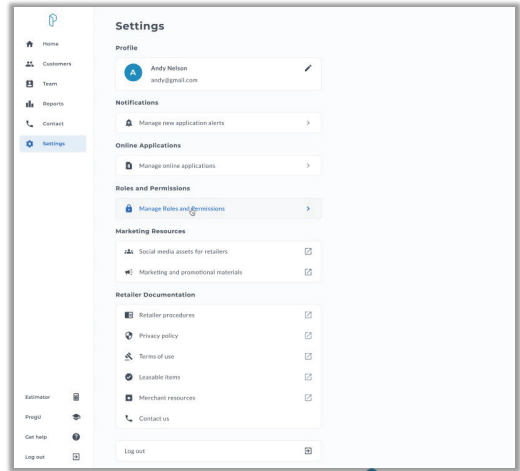 Settings
Home
Customers
Team
Reports
Contact
Settings
Profile
A
Andy Nelson
andy@gmail.com
Notifications
Manage new application alerts
Online Applications
Manage online applications
Roles and Permissions
Manage Roles and Permissions
Marketing Resources
Social media assets for retailers
Marketing and promotional materials
Retailer Documentation
Retailer procedures
Privacy policy
Terms of use
Leasable items
Merchant resources
Contact us
Log out
Estimator
ProgU
Get help
Log out